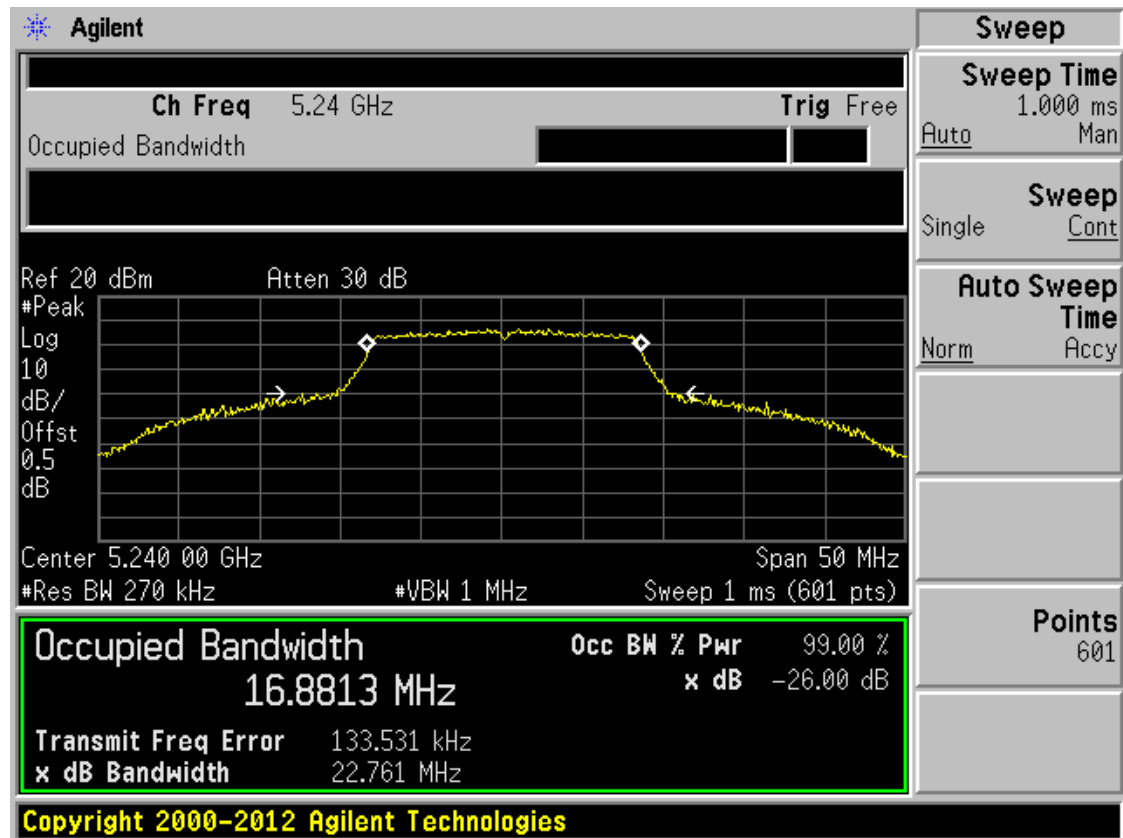 Agilent
Sweep
Ch Freq 5.24 GHz Trig Free
Occupied Bandwidth
Sweep Time
1.000 ms
Auto Man
Sweep
Single Cont
Auto Sweep
Time
Norm Accy
Points
601
Ref 20 dBm Atten 30 dB
#Peak
Log
10
dB/
Offst
0.5
dB
Center 5.240 00 GHz Span 50 MHz
#Res BW 270 kHz #VBW 1 MHz Sweep 1 ms (601 pts)
Occupied Bandwidth
16.8813 MHz
Occ BW % Pwr 99.00 %
x dB -26.00 dB
Transmit Freq Error 133.531 kHz
x dB Bandwidth 22.761 MHz
Copyright 2000-2012 Agilent Technologies